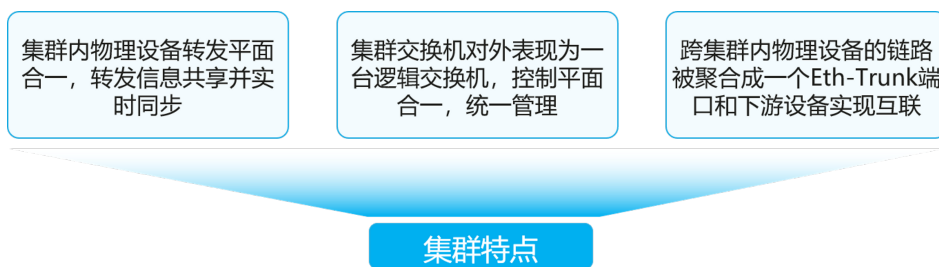 集群内物理设备转发平面
合一，转发信息共享并实
时同步
集群交换机对外表现为一
台逻辑交换机，控制平面
合一，统一管理
跨集群内物理设备的链路
被聚合成一个Eth-Trunk端
口和下游设备实现互联
集群特点